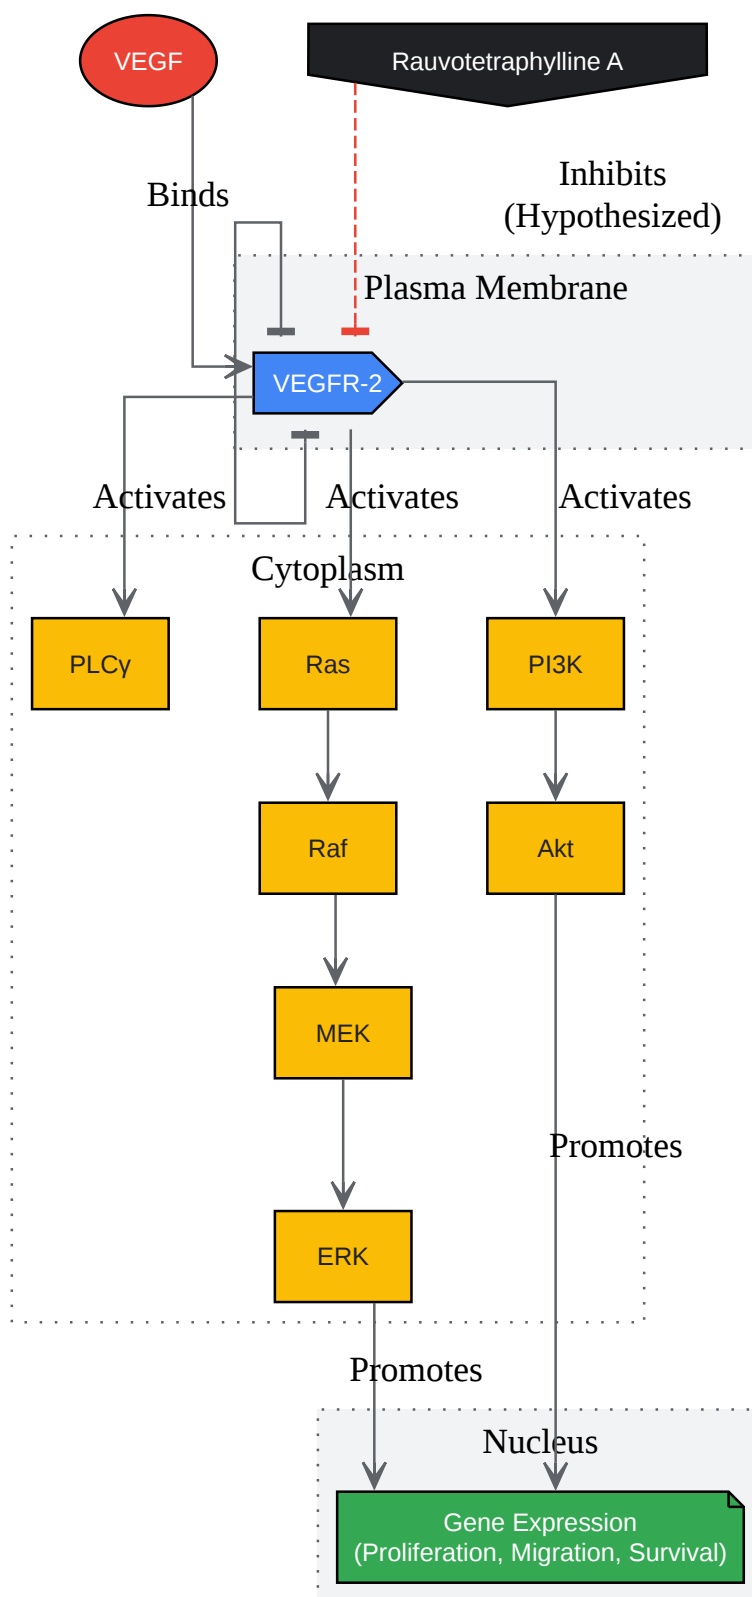 VEGF
Rauvotetraphylline A
Binds
Inhibits
(Hypothesized)
Plasma Membrane
VEGFR-2
Activates
Activates
Activates
Cytoplasm
PLCγ
Ras
PI3K
Raf
Akt
MEK
Promotes
ERK
Promotes
Nucleus
Gene Expression
(Proliferation, Migration, Survival)